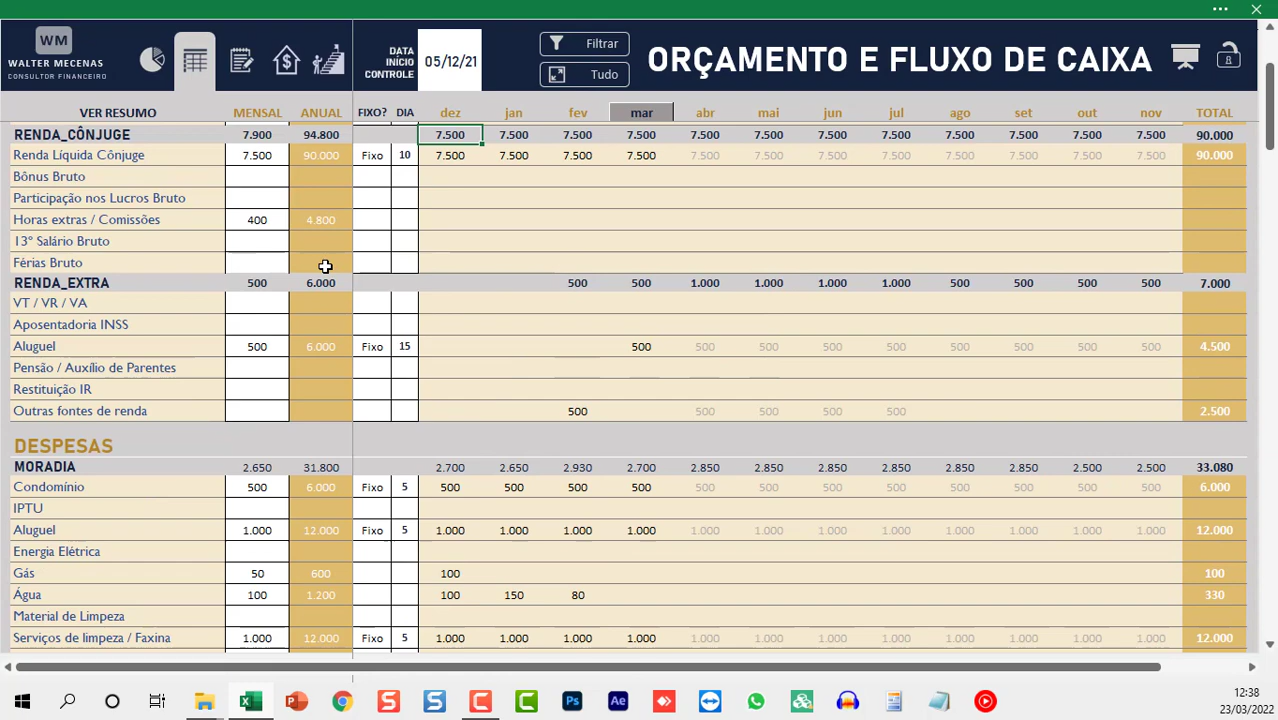 WM
WALTER MECENAS
CONSULTOR FINANCEIRO
DATA INÍCIO CONTROLE
05/12/21
Filtrar
Tudo
ORÇAMENTO E FLUXO DE CAIXA
VER RESUMO MENSAL ANUAL FIXO? DIA dez jan fev mar abr mai jun jul ago set out nov TOTAL
RENDA_CÔNJUGE 7.900 94.800 7.500 7.500 7.500 7.500 7.500 7.500 7.500 7.500 7.500 7.500 7.500 7.500 90.000
Renda Líquida Cônjuge 7.500 90.000 Fixo 10 7.500 7.500 7.500 7.500 7.500 7.500 7.500 7.500 7.500 7.500 7.500 7.500 90.000
Bônus Bruto
Participação nos Lucros Bruto
Horas extras / Comissões 400 4.800
13º Salário Bruto
Férias Bruto
RENDA_EXTRA 500 6.000 500 500 1.000 1.000 1.000 1.000 500 500 500 500 7.000
VT / VR / VA
Aposentadoria INSS
Aluguel 500 6.000 Fixo 15 500 500 500 500 500 500 500 500 500 4.500
Pensão / Auxílio de Parentes
Restituição IR
Outras fontes de renda 500 500 500 500 500 2.500
DESPESAS
MORADIA 2.650 31.800 2.700 2.650 2.930 2.700 2.850 2.850 2.850 2.850 2.850 2.850 2.500 2.500 33.080
Condomínio 500 6.000 Fixo 5 500 500 500 500 500 500 500 500 500 500 500 500 6.000
IPTU
Aluguel 1.000 12.000 Fixo 5 1.000 1.000 1.000 1.000 1.000 1.000 1.000 1.000 1.000 1.000 1.000 1.000 12.000
Energia Elétrica
Gás 50 600 100 100
Água 100 1.200 100 150 80 330
Material de Limpeza
Serviços de limpeza / Faxina 1.000 12.000 Fixo 5 1.000 1.000 1.000 1.000 1.000 1.000 1.000 1.000 1.000 1.000 1.000 1.000 12.000
12:38
23/03/2022